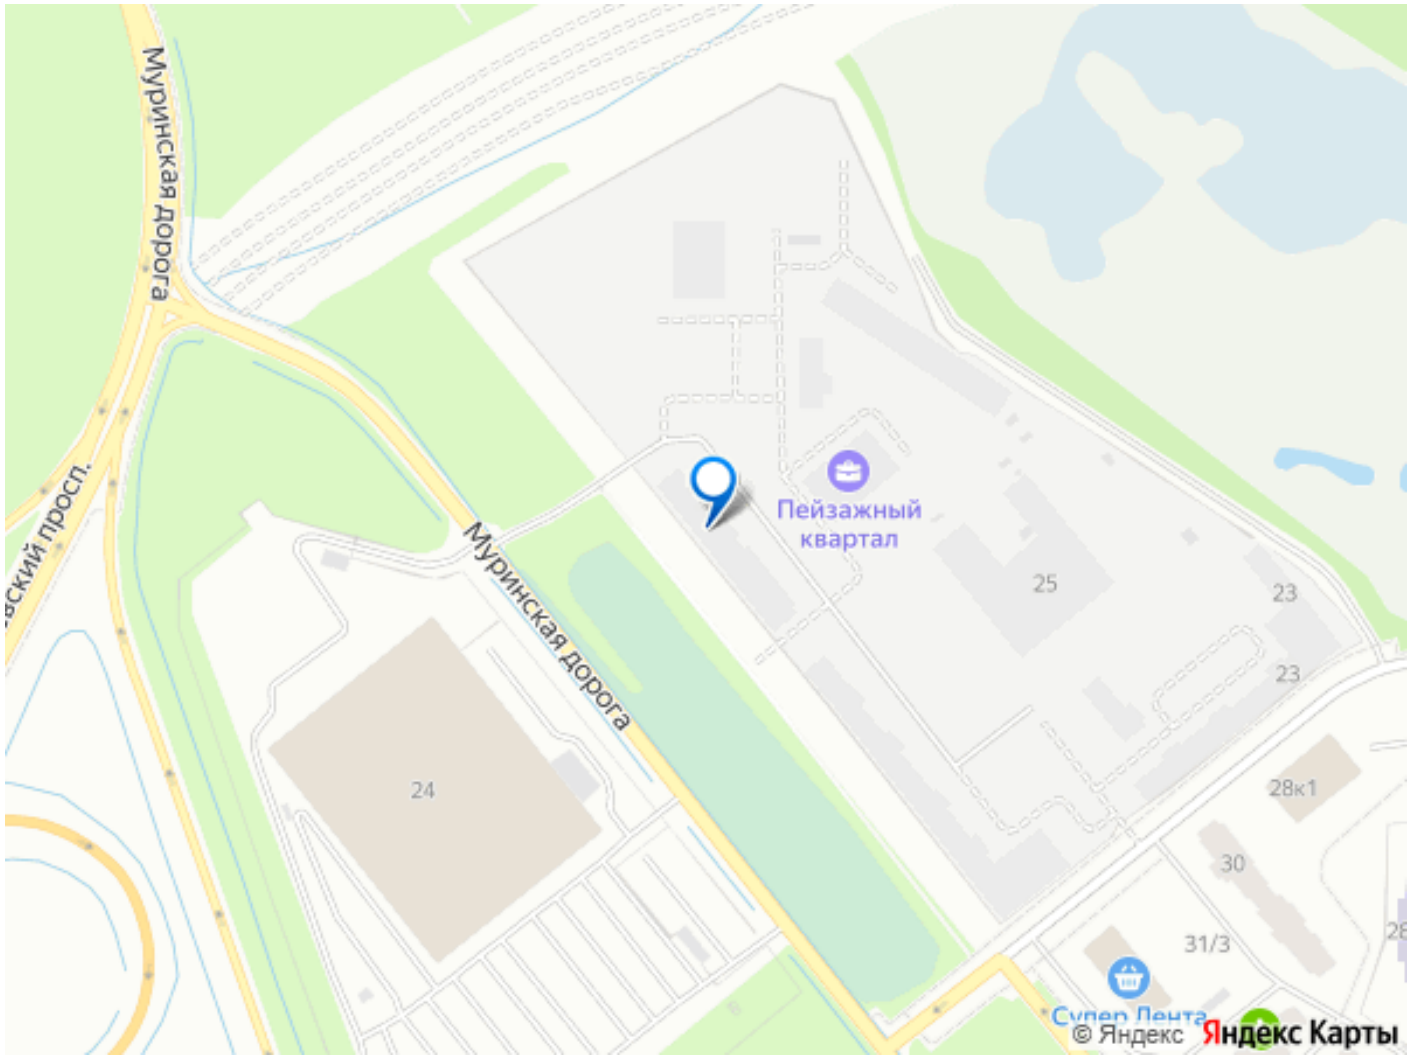 Муринская дорога
вский просп.
Муринская дорога
Пейзажный
квартал
25
23
23
24
28к1
30
28
31/3
Супер Лента
© Яндекс Яндекс Карты